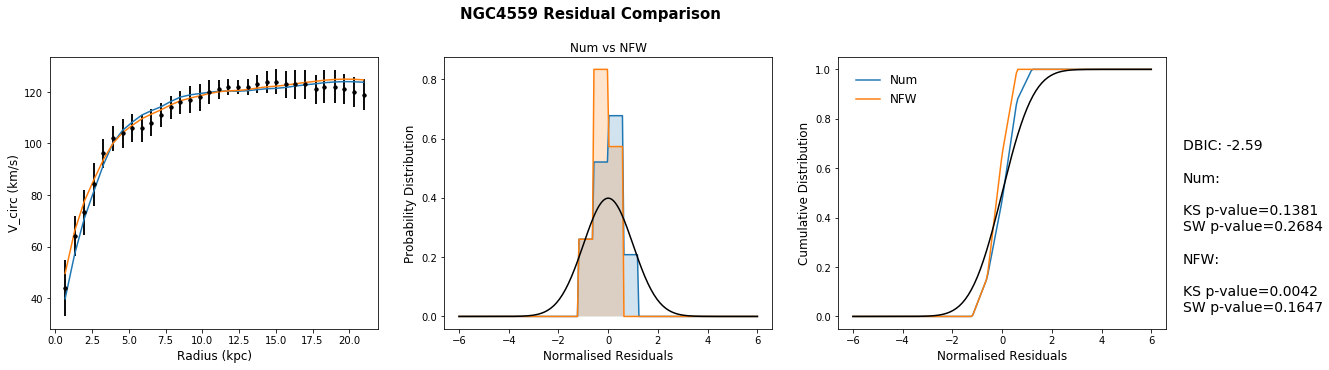 NGC4559 Residual Comparison
V_circ (km/s)
120
100
80
60
40
0.0 2.5 5.0 7.5 10.0 12.5 15.0 17.5 20.0
Radius (kpc)
Num vs NFW
Probability Distribution
0.8
0.6
0.4
0.2
0.0
−6 −4 −2 0 2 4 6
Normalised Residuals
Cumulative Distribution
1.0
0.8
0.6
0.4
0.2
0.0
Num
NFW
−6 −4 −2 0 2 4 6
Normalised Residuals
DBIC: -2.59
Num:
KS p-value=0.1381
SW p-value=0.2684
NFW:
KS p-value=0.0042
SW p-value=0.1647